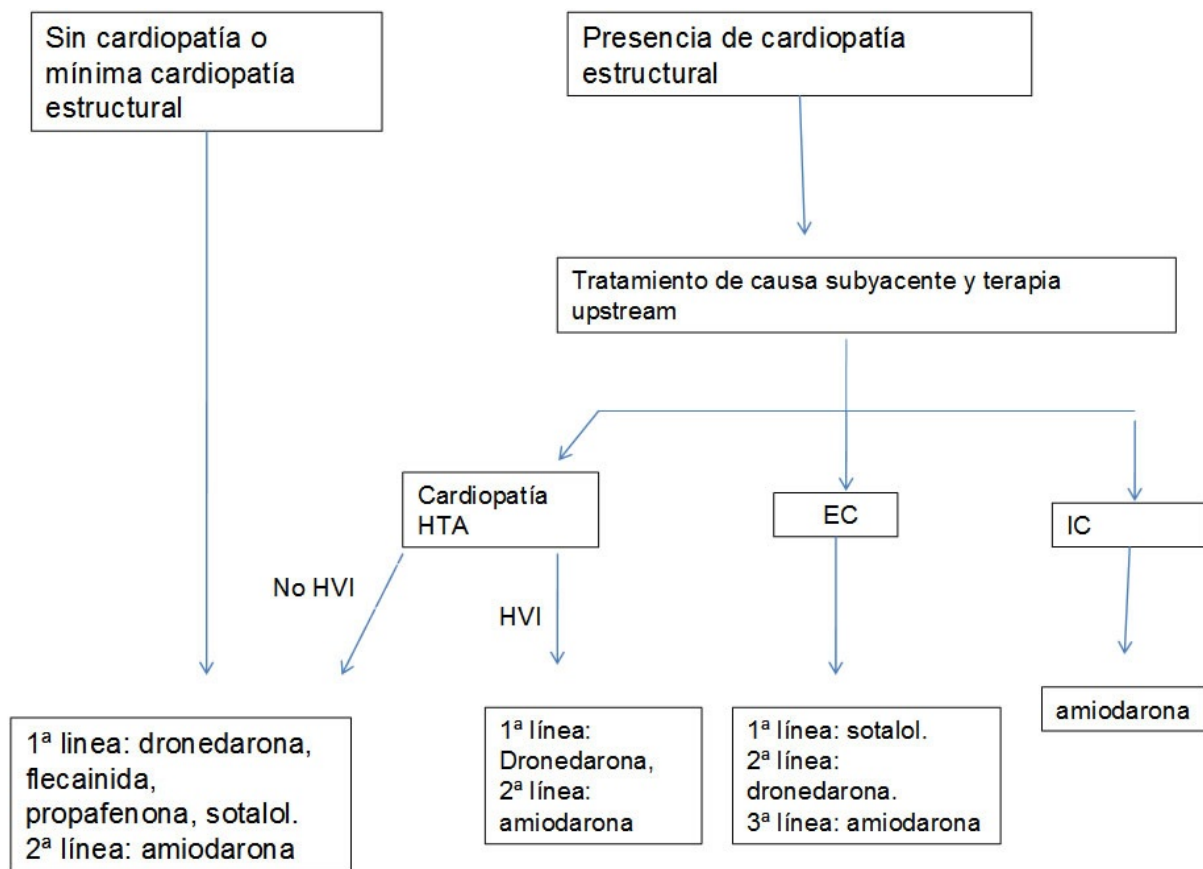 Sin cardiopatía o
mínima cardiopatía
estructural
Presencia de cardiopatía
estructural
Tratamiento de causa subyacente y terapia
upstream
Cardiopatía
HTA
EC
IC
No HVI
HVI
1ª linea: dronedarona,
flecainida,
propafenona, sotalol.
2ª línea: amiodarona
1ª línea:
Dronedarona,
2ª línea:
amiodarona
1ª línea: sotalol.
2ª línea:
dronedarona.
3ª línea: amiodarona
amiodarona